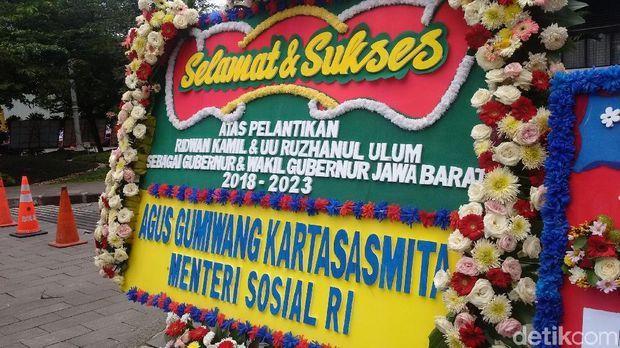 Selamat & Sukses
ATAS PELANTIKAN
RIDWAN KAMIL & UU RUZHANUL ULUM
SEBAGAI GUBERNUR & WAKIL GUBERNUR JAWA BARAT
2018 - 2023
AGUS GUMIWANG KARTASASMITA
MENTERI SOSIAL RI
detikcom